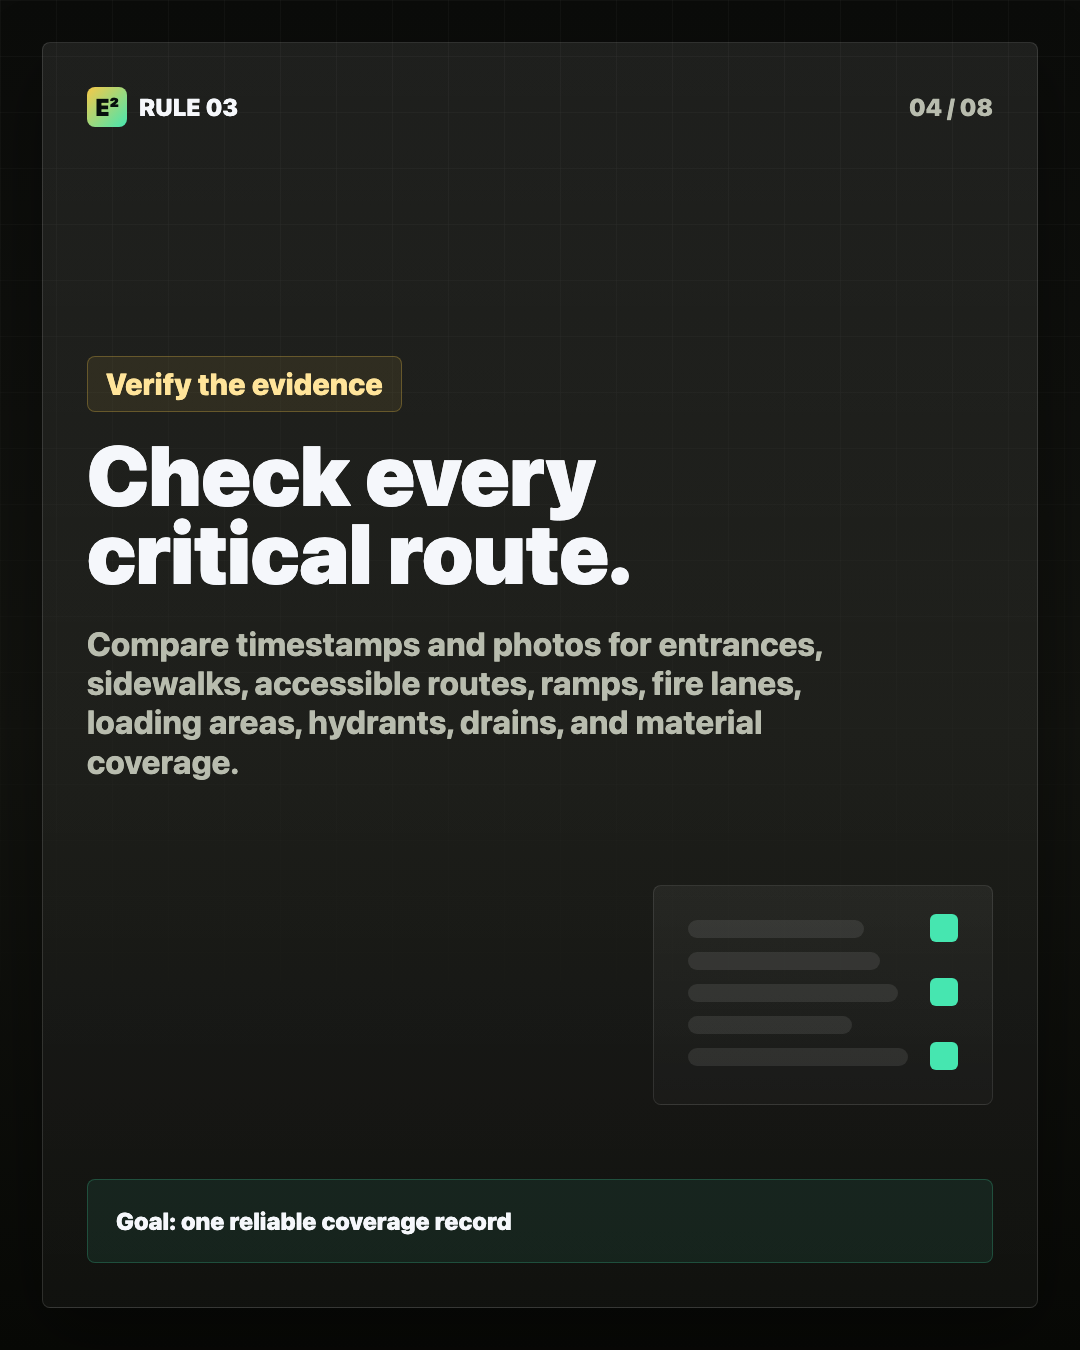 E² RULE 03
04 / 08
Verify the evidence
Check every
critical route.
Compare timestamps and photos for entrances,
sidewalks, accessible routes, ramps, fire lanes,
loading areas, hydrants, drains, and material
coverage.
Goal: one reliable coverage record